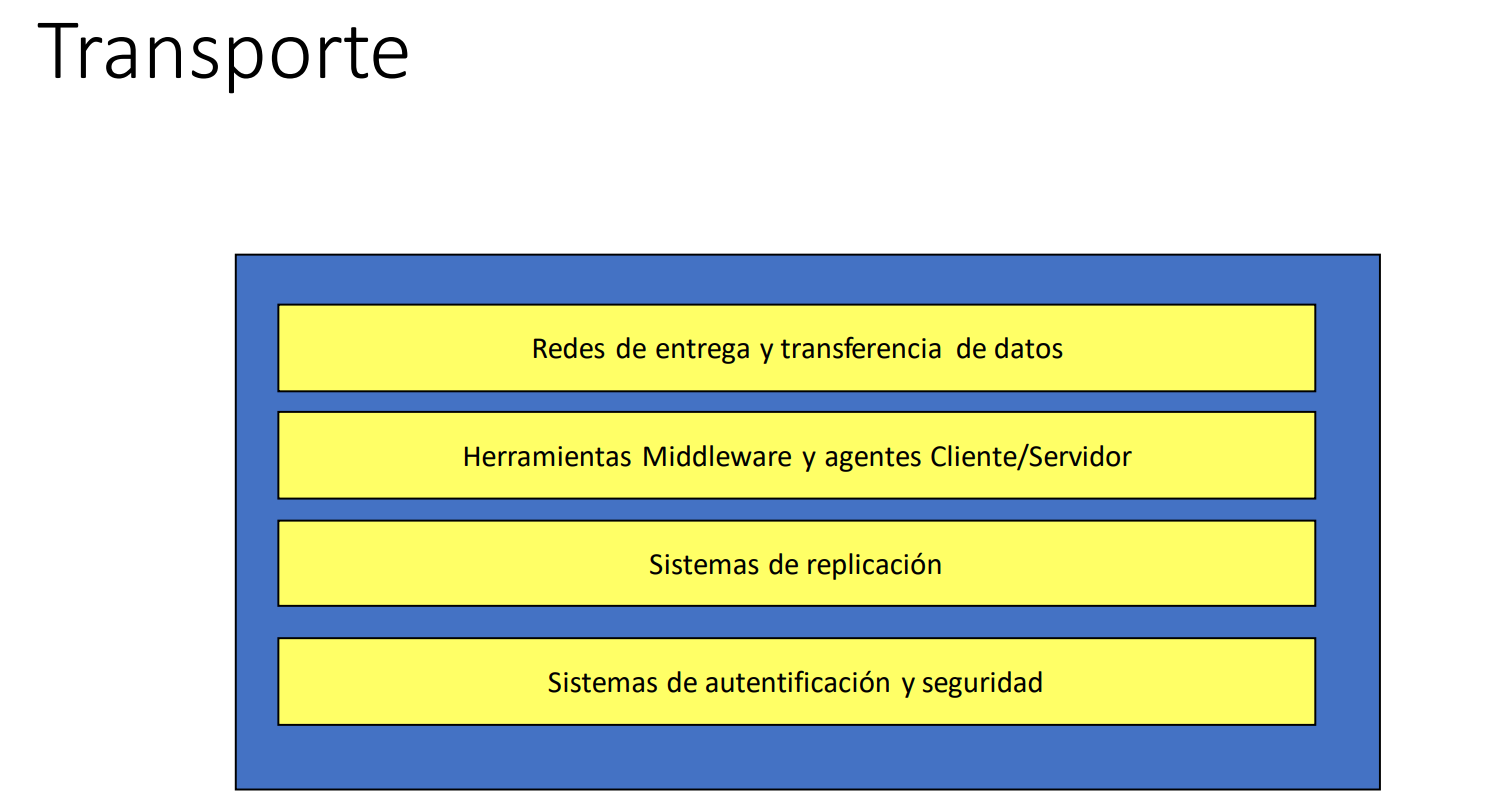 Transporte
Redes de entrega y transferencia de datos
Herramientas Middleware y agentes Cliente/Servidor
Sistemas de replicación
Sistemas de autentificación y seguridad